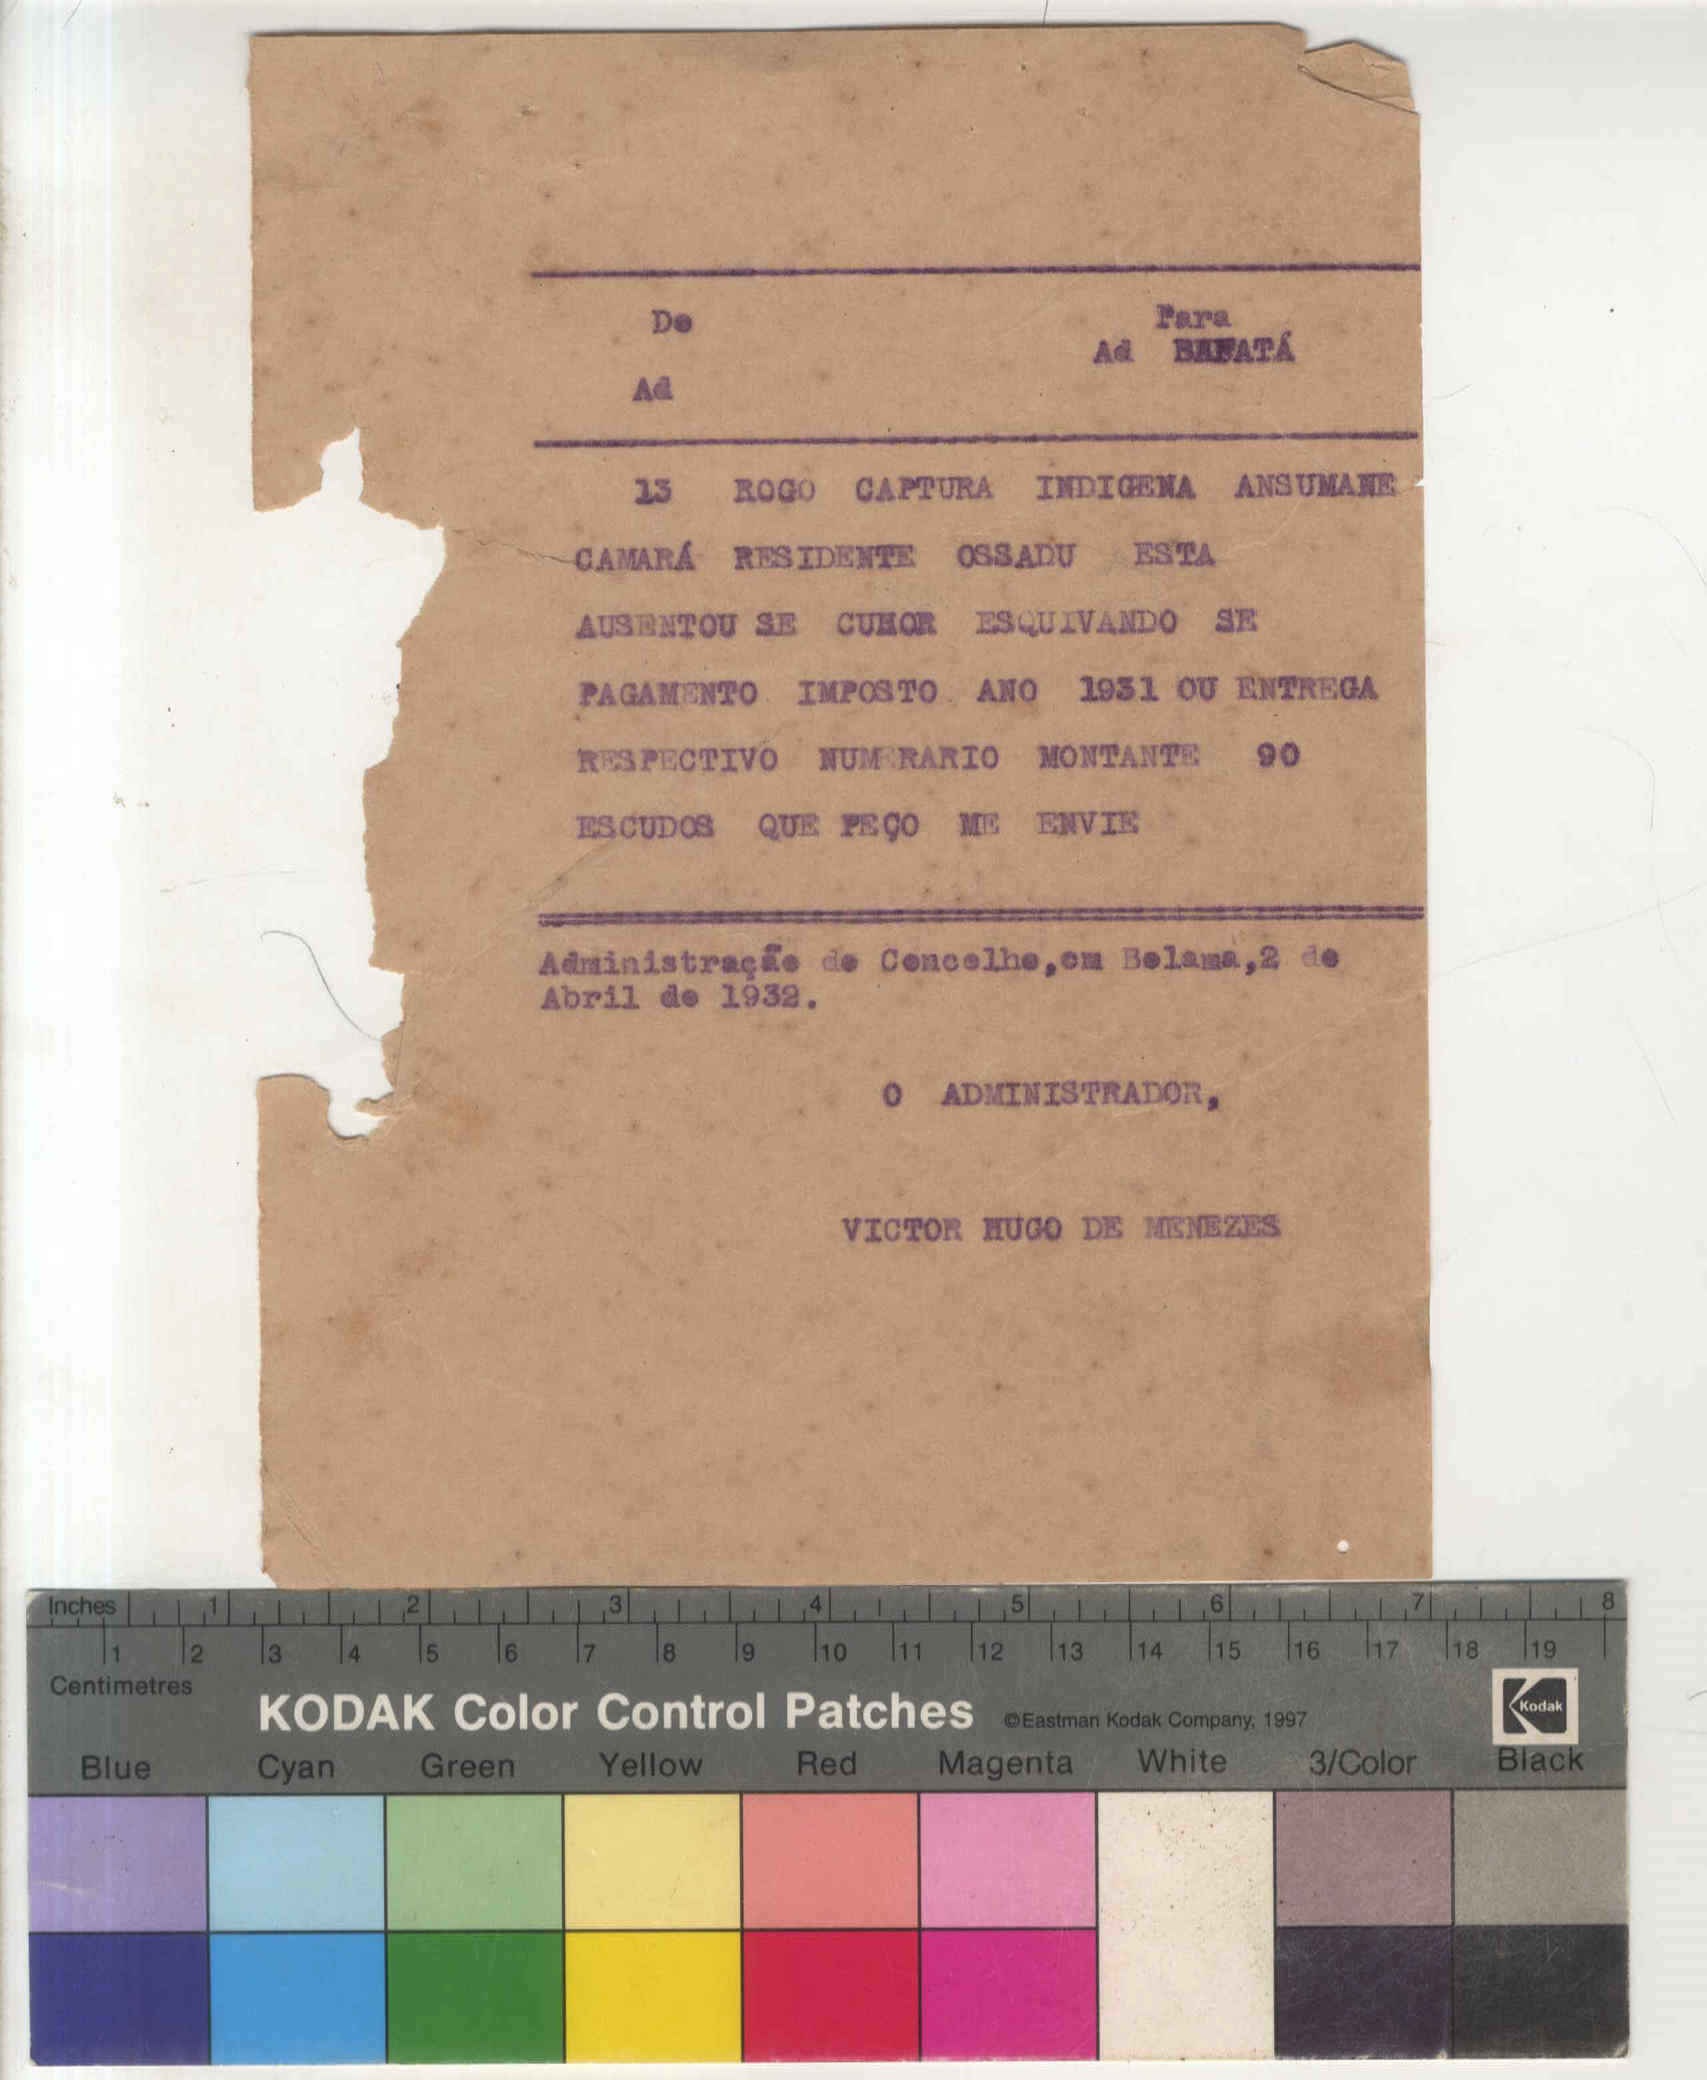 De Para
Ad BAFATÁ
Ad
13 ROGO CAPTURA INDIGENA ANSUMANE
CAMARÁ RESIDENTE OSSADU ESTA
AUSENTOU SE CUHOR ESQUIVANDO SE
PAGAMENTO IMPOSTO ANO 1931 OU ENTREGA
RESPECTIVO NUMERARIO MONTANTE 90
ESCUDOS QUE PEÇO ME ENVIE
Administração do Concelho,em Bolama,2 de
Abril de 1932.
O ADMINISTRADOR,
VICTOR HUGO DE MENEZES
Inches 1 2 3 4 5 6 7 8
1 2 3 4 5 6 7 8 9 10 11 12 13 14 15 16 17 18 19
Centimetres
KODAK Color Control Patches ©Eastman Kodak Company, 1997 Kodak
Blue Cyan Green Yellow Red Magenta White 3/Color Black